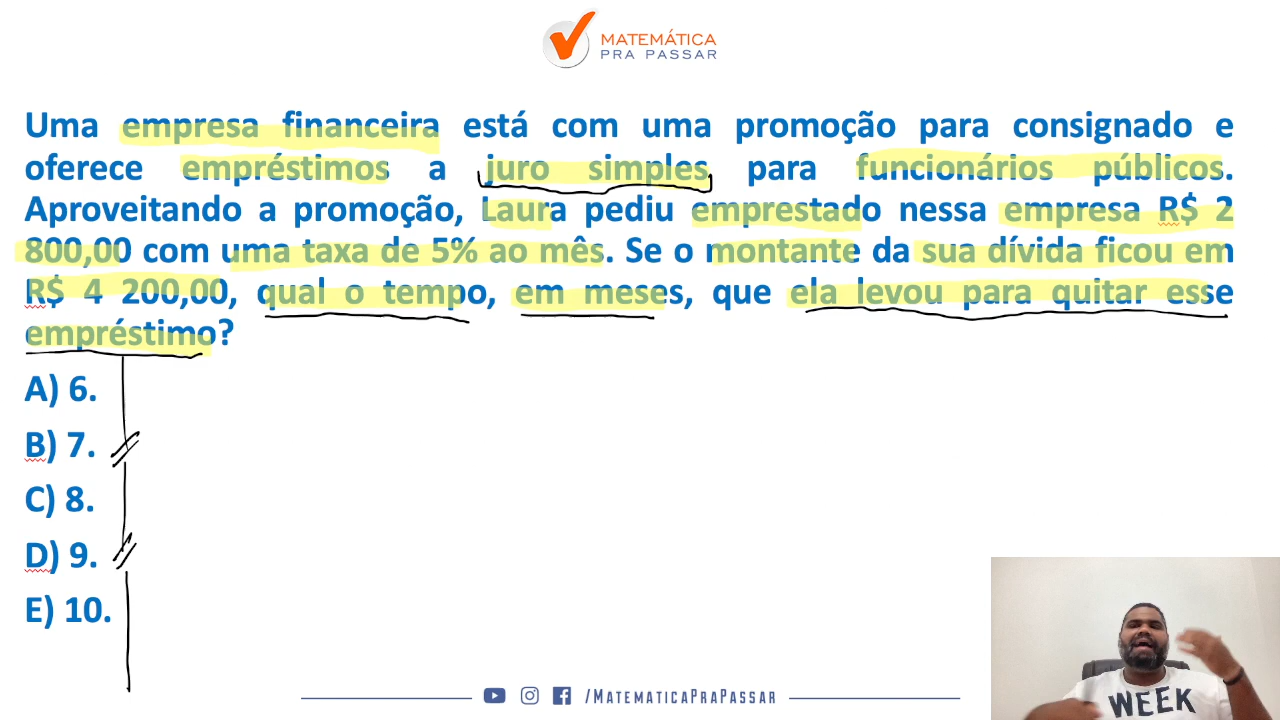 MATEMÁTICA
PRA PASSAR
Uma empresa financeira está com uma promoção para consignado e
oferece empréstimos a juro simples para funcionários públicos.
Aproveitando a promoção, Laura pediu emprestado nessa empresa R$ 2
800,00 com uma taxa de 5% ao mês. Se o montante da sua dívida ficou em
R$ 4 200,00, qual o tempo, em meses, que ela levou para quitar esse
empréstimo?
A) 6.
B) 7.
C) 8.
D) 9.
E) 10.
/MATEMATICAPRAPASSAR
WEEK